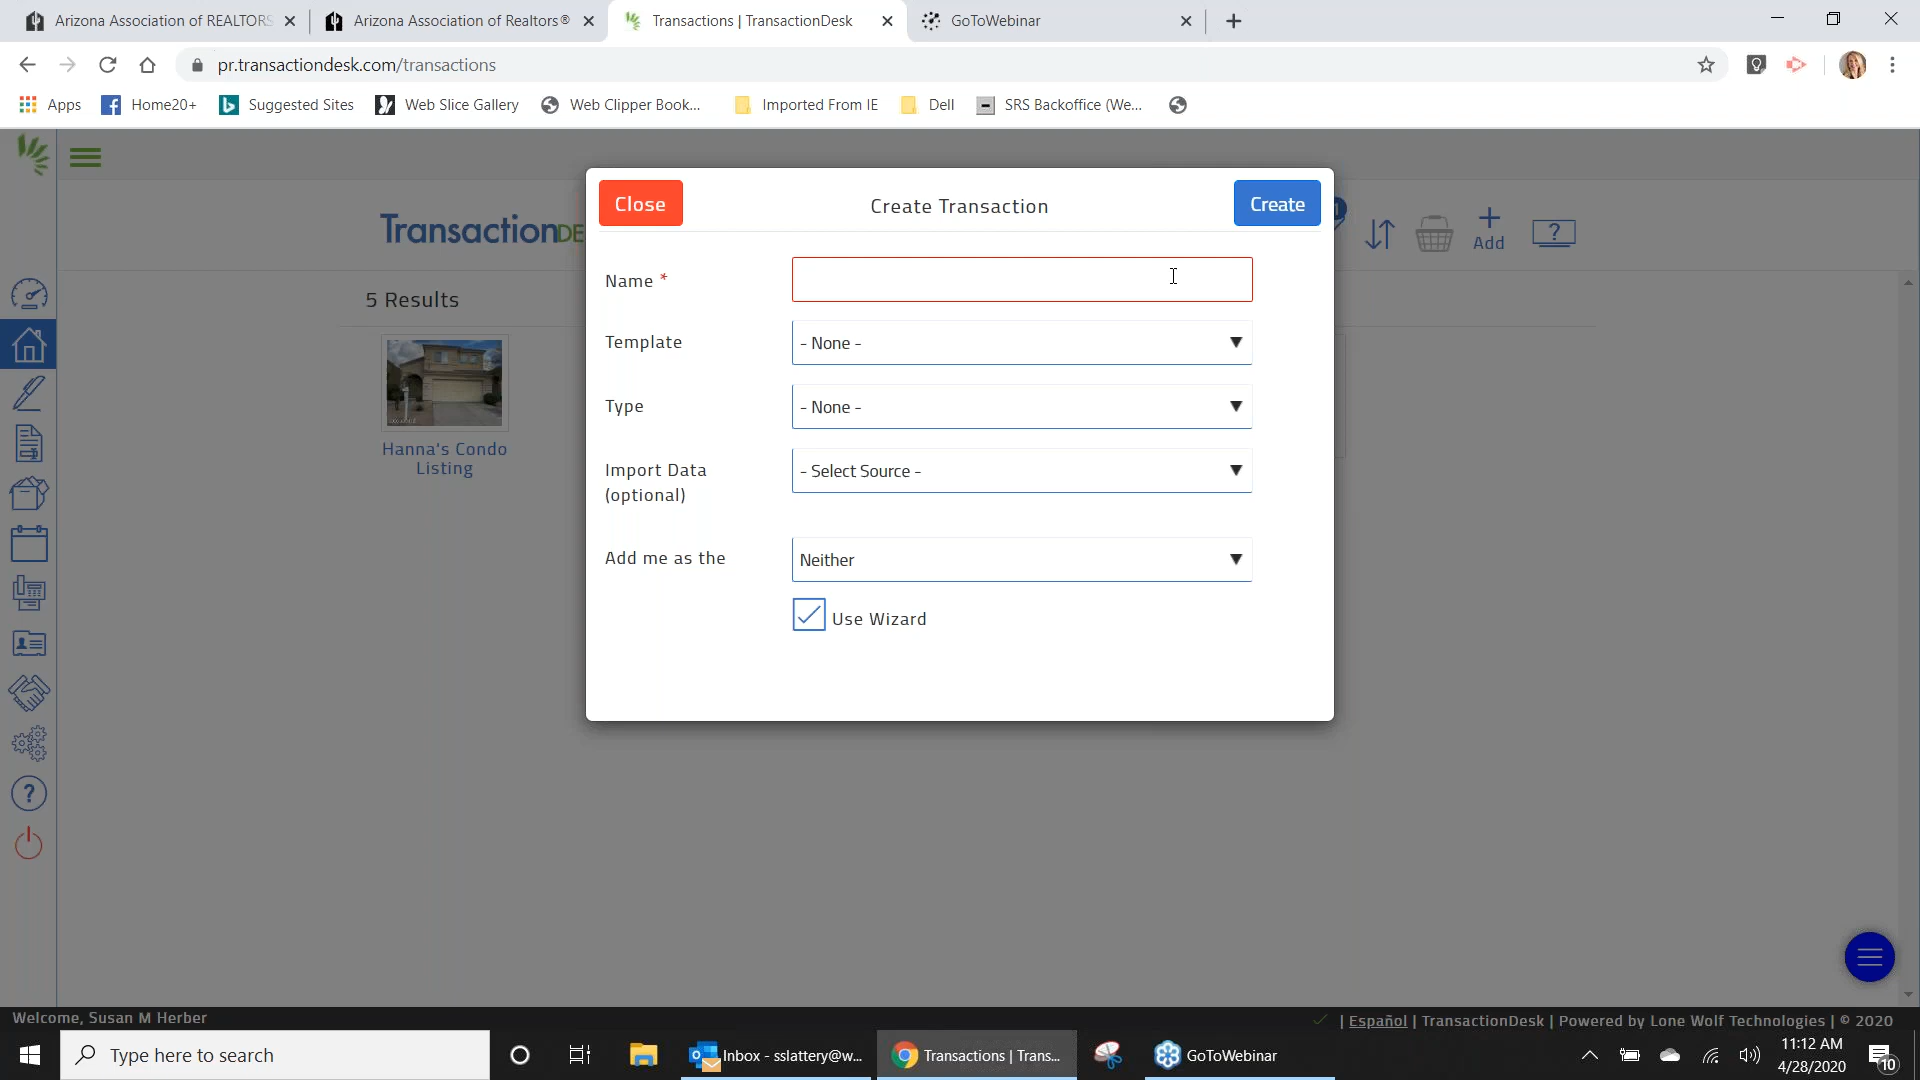 Arizona Association of REALTORS
Arizona Association of Realtors®
Transactions | TransactionDesk
GoToWebinar
pr.transactiondesk.com/transactions
Apps
Home20+
Suggested Sites
Web Slice Gallery
Web Clipper Book...
Imported From IE
Dell
SRS Backoffice (We...
Close
Create Transaction
Create
TransactionDE
Add
?
5 Results
Name *
Template
- None -
Type
- None -
Import Data
(optional)
- Select Source -
Add me as the
Neither
Use Wizard
Hanna's Condo
Listing
?
Welcome, Susan M Herber
| Español | TransactionDesk | Powered by Lone Wolf Technologies | © 2020
Type here to search
Inbox - sslattery@w...
Transactions | Trans...
GoToWebinar
11:12 AM
4/28/2020
10